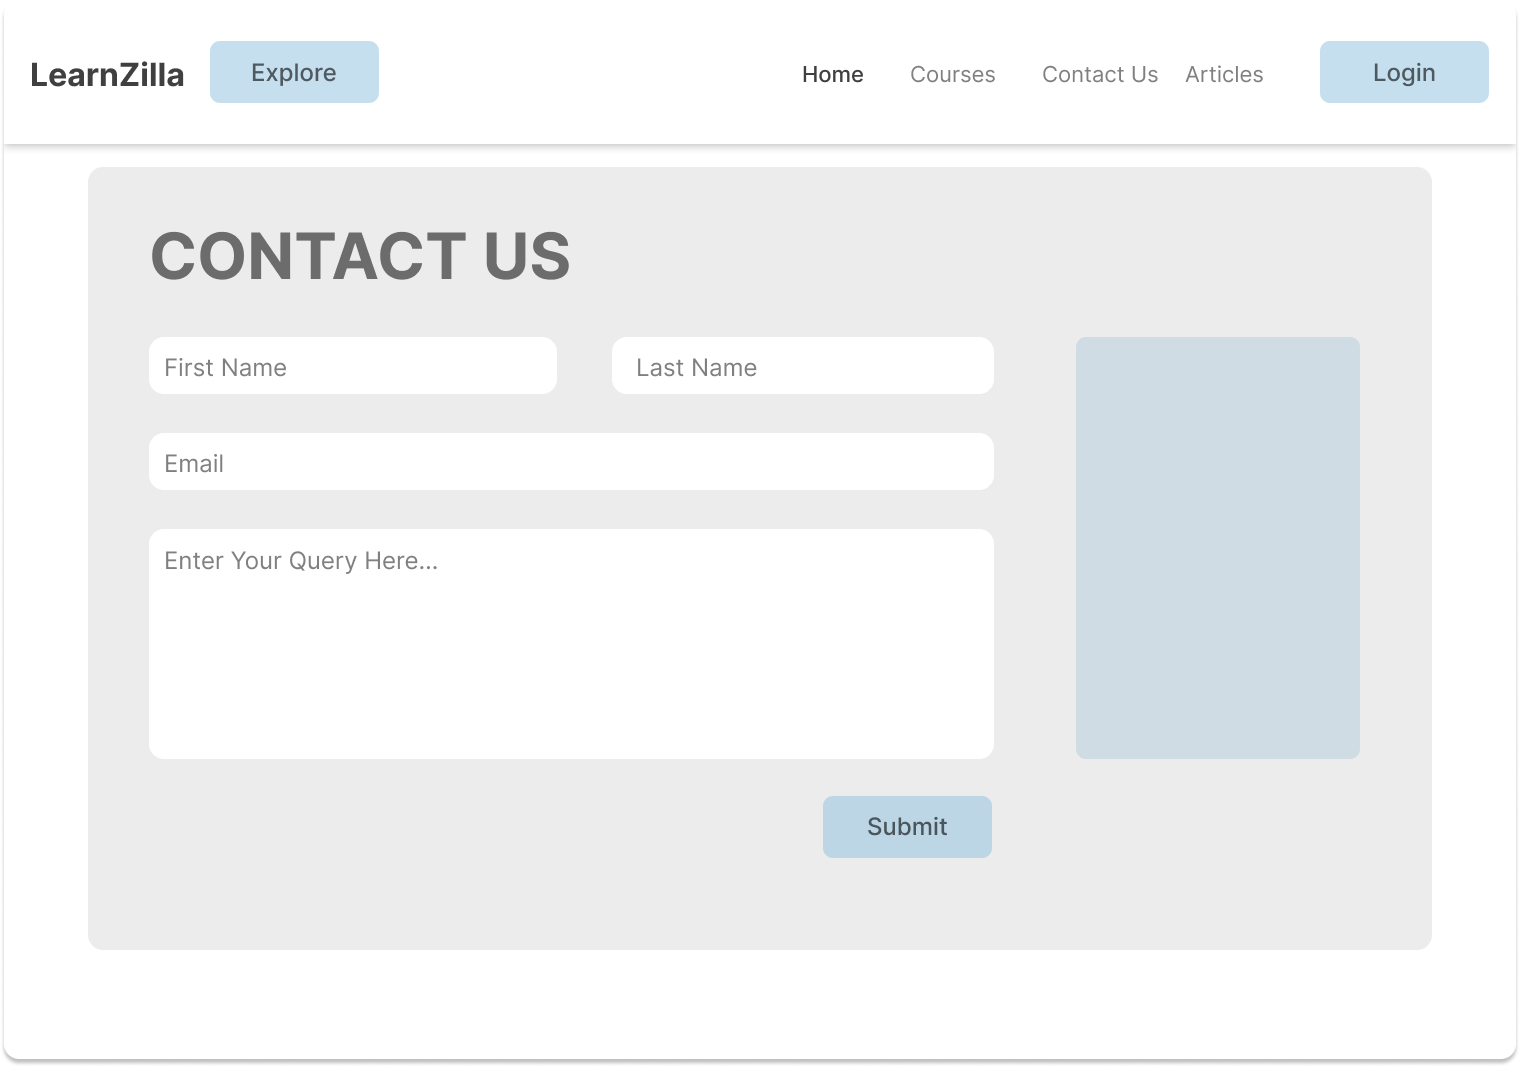 LearnZilla Explore Home Courses Contact Us Articles Login
CONTACT US
First Name Last Name
Email
Enter Your Query Here...
Submit